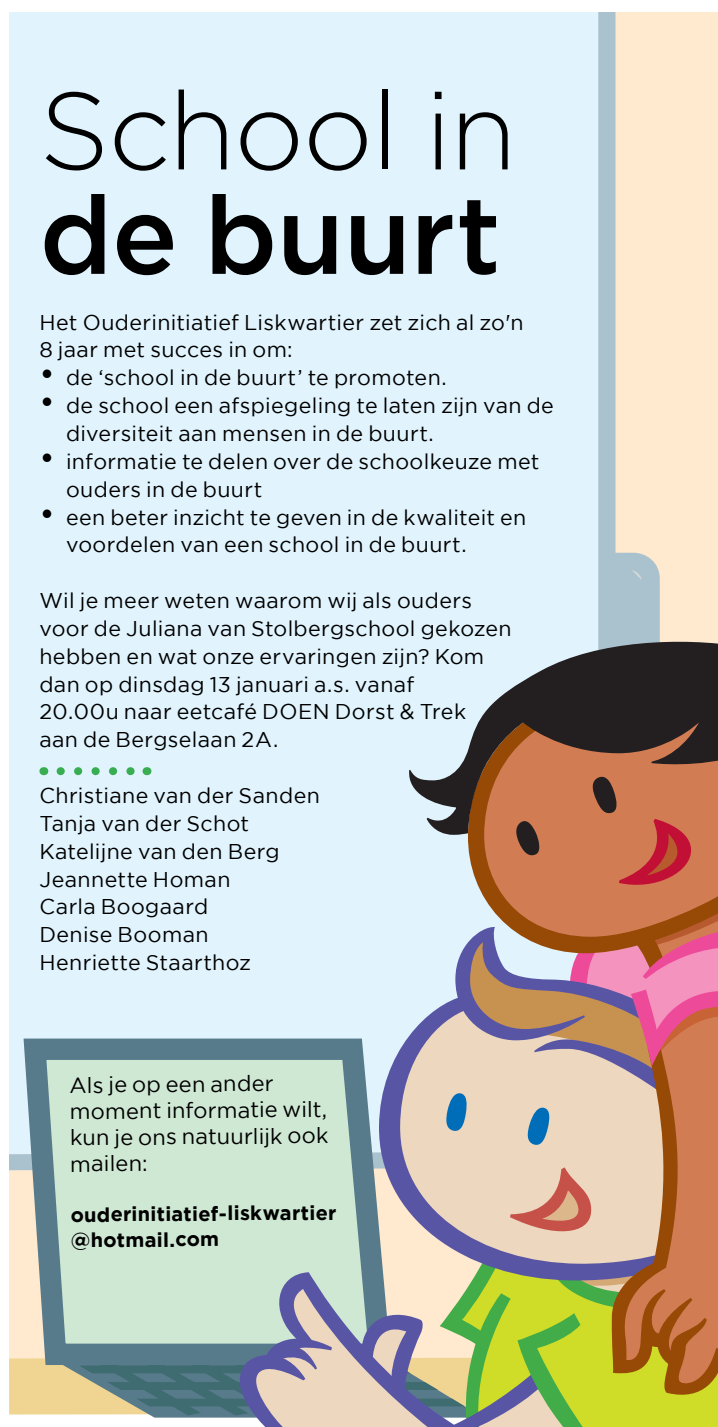 School in
de buurt
Het Ouderinitiatief Liskwartier zet zich al zo'n
8 jaar met succes in om:
• de ‘school in de buurt’ te promoten.
• de school een afspiegeling te laten zijn van de
diversiteit aan mensen in de buurt.
• informatie te delen over de schoolkeuze met
ouders in de buurt
• een beter inzicht te geven in de kwaliteit en
voordelen van een school in de buurt.
Wil je meer weten waarom wij als ouders
voor de Juliana van Stolbergschool gekozen
hebben en wat onze ervaringen zijn? Kom
dan op dinsdag 13 januari a.s. vanaf
20.00u naar eetcafé DOEN Dorst & Trek
aan de Bergselaan 2A.
Christiane van der Sanden
Tanja van der Schot
Katelijne van den Berg
Jeannette Homan
Carla Boogaard
Denise Booman
Henriette Staarthoz
Als je op een ander
moment informatie wilt,
kun je ons natuurlijk ook
mailen:
ouderinitiatief-liskwartier
@hotmail.com